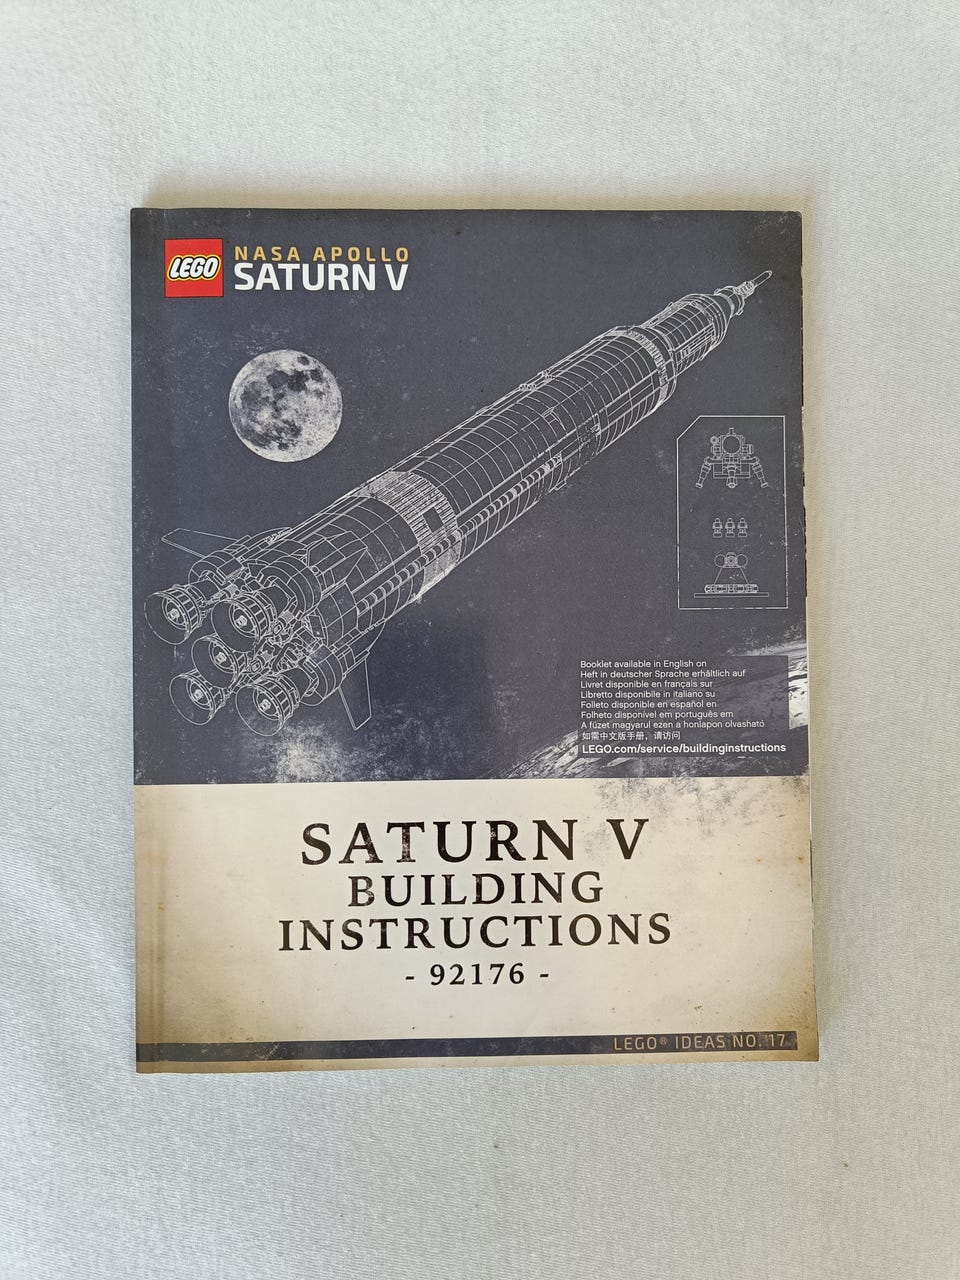 LEGO
NASA APOLLO
SATURN V
Booklet available in English on
Heft in deutscher Sprache erhältlich auf
Livret disponible en français sur
Libretto disponibile in italiano su
Folleto disponible en español en
Folheto disponível em português em
A füzet magyarul ezen a honlapon olvasható
如需中文版手册，请访问
LEGO.com/service/buildinginstructions
SATURN V
BUILDING
INSTRUCTIONS
- 92176 -
LEGO® IDEAS NO. 17